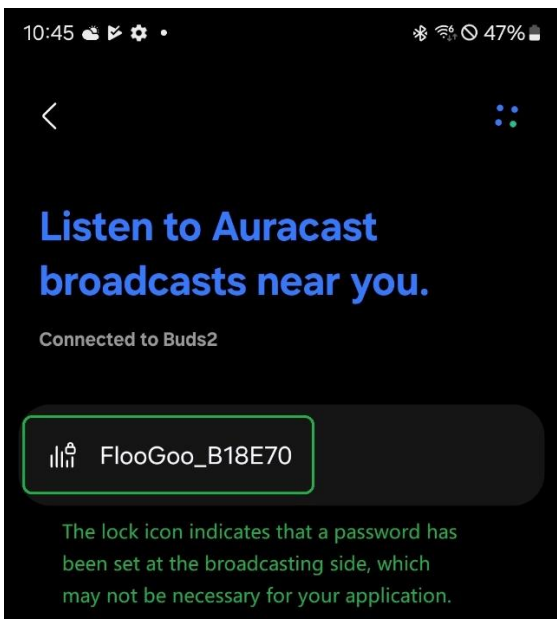 10:45
47%
Listen to Auracast
broadcasts near you.
Connected to Buds2
FlooGoo_B18E70
The lock icon indicates that a password has
been set at the broadcasting side, which
may not be necessary for your application.